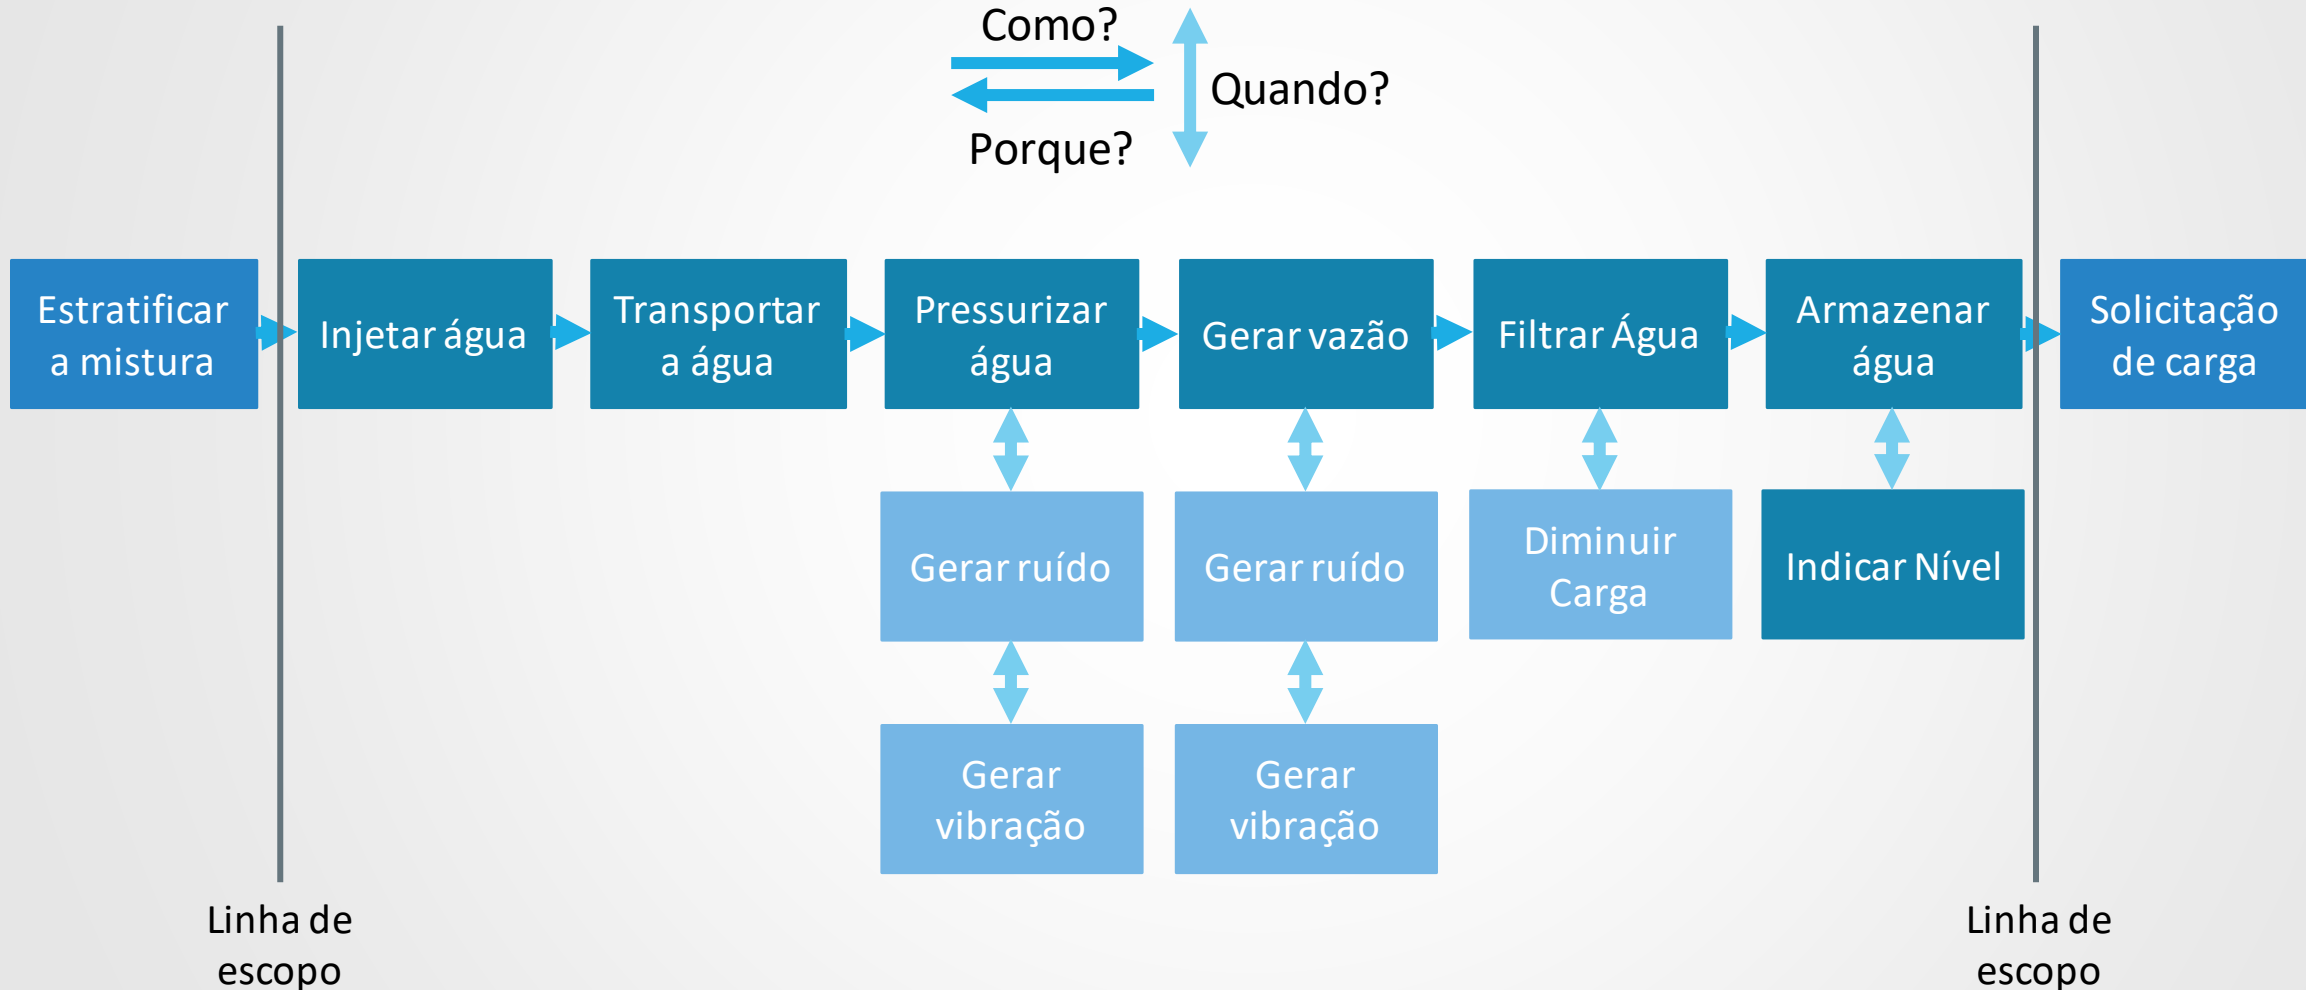 Como?
Quando?
Porque?
Estratificar
a mistura
Injetar água
Transportar
a água
Pressurizar
água
Gerar vazão
Filtrar Água
Armazenar
água
Solicitação
de carga
Gerar ruído
Gerar ruído
Diminuir
Carga
Indicar Nível
Gerar
vibração
Gerar
vibração
Linha de
escopo
Linha de
escopo